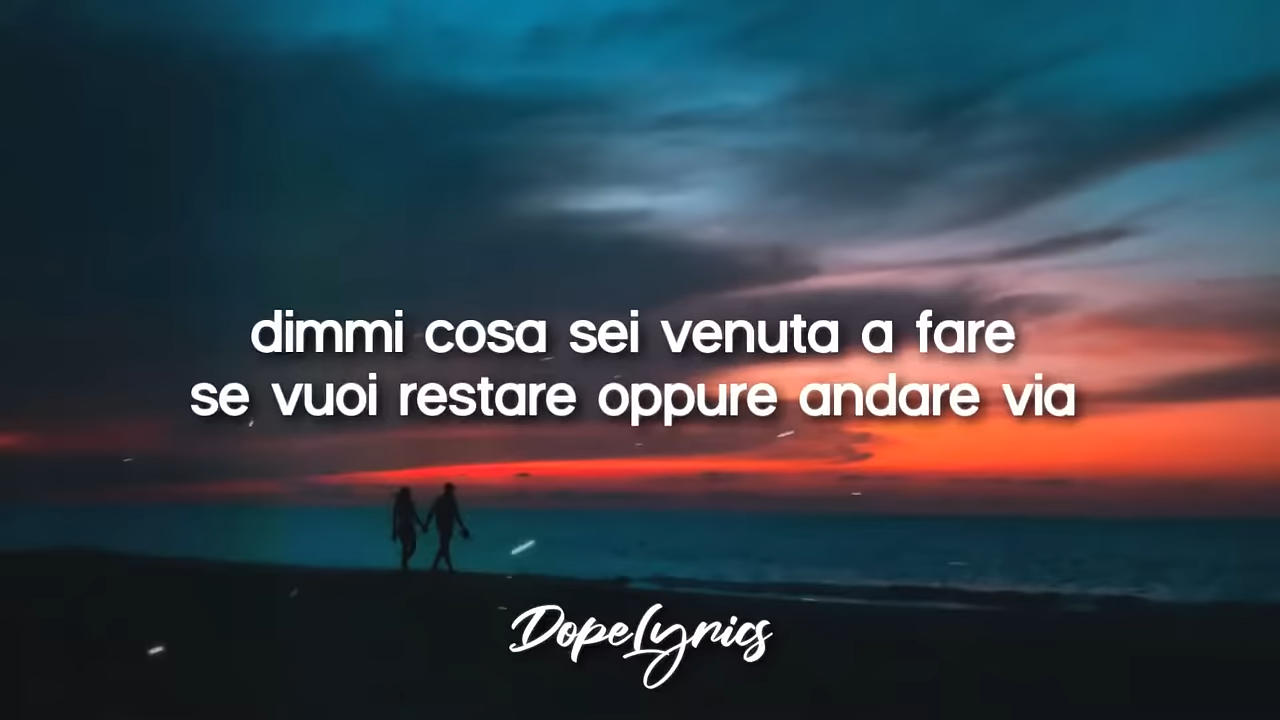 dimmi cosa sei venuta a fare
se vuoi restare oppure andare via
DopeLyrics